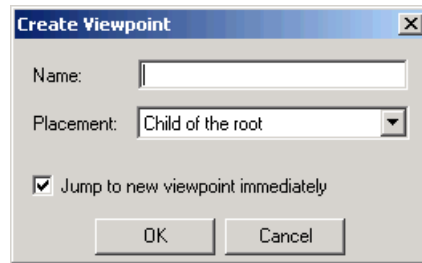 Create Viewpoint
Name:
Placement: Child of the root
Jump to new viewpoint immediately
OK Cancel